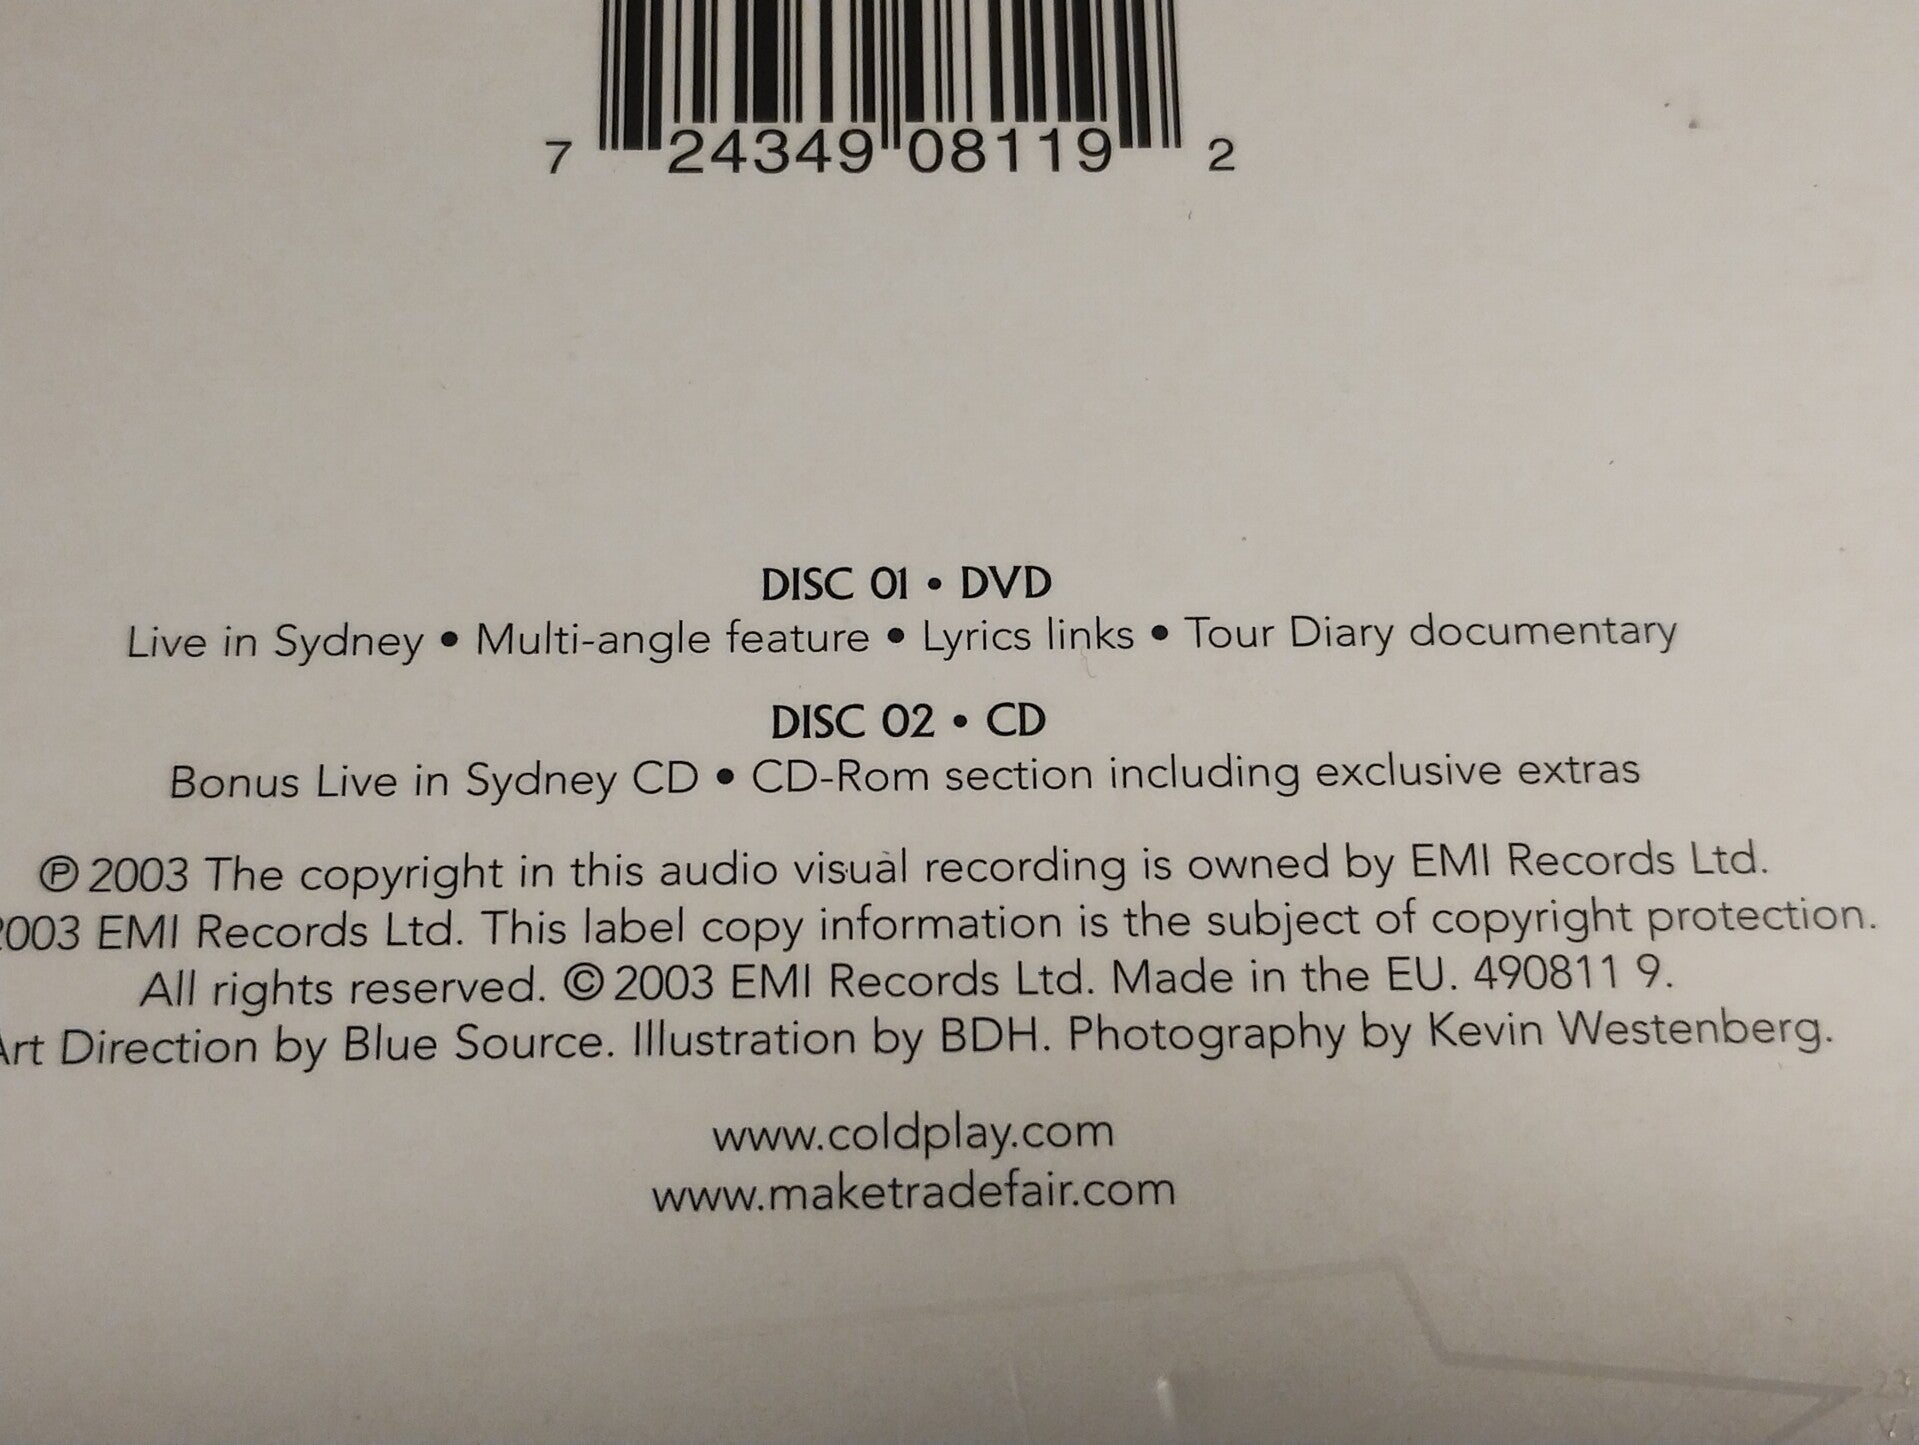 7 24349 08119 2
DISC 01 • DVD
Live in Sydney • Multi-angle feature • Lyrics links • Tour Diary documentary
DISC 02 • CD
Bonus Live in Sydney CD • CD-Rom section including exclusive extras
℗ 2003 The copyright in this audio visual recording is owned by EMI Records Ltd.
2003 EMI Records Ltd. This label copy information is the subject of copyright protection.
All rights reserved. © 2003 EMI Records Ltd. Made in the EU. 490811 9.
Art Direction by Blue Source. Illustration by BDH. Photography by Kevin Westenberg.
www.coldplay.com
www.maketradefair.com